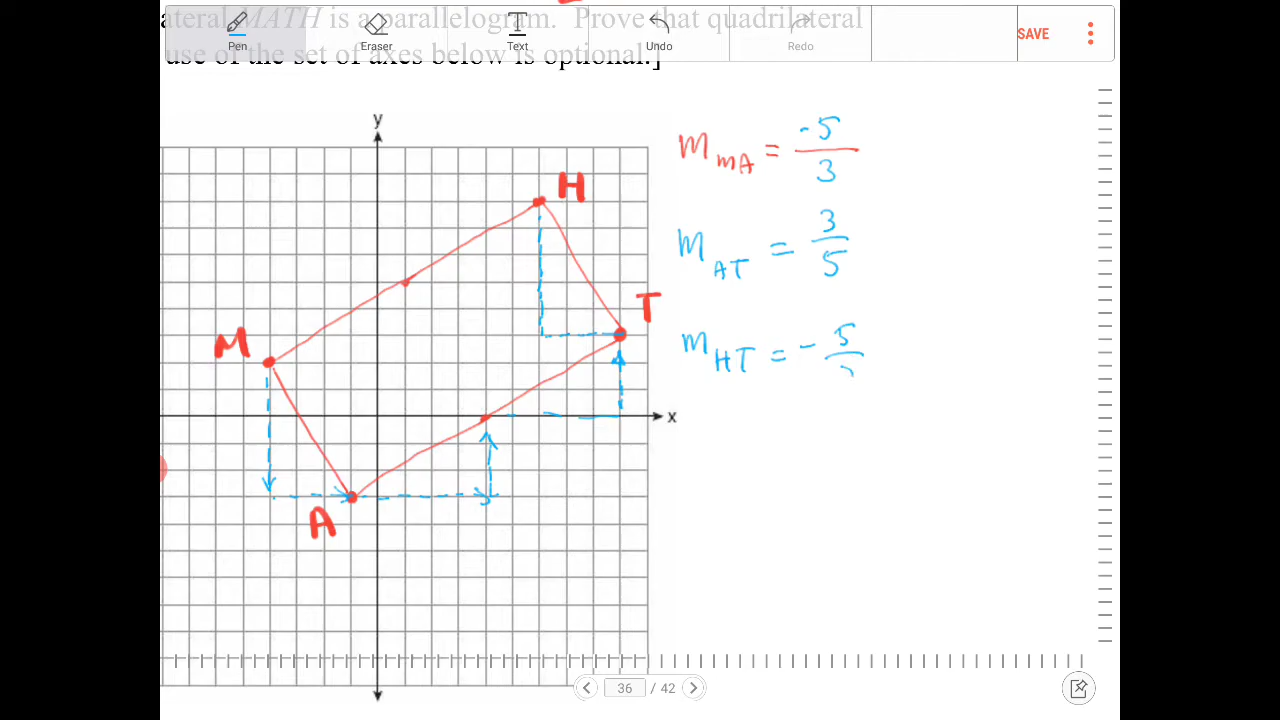 ateral MATH is a parallelogram. Prove that quadrilateral
Pen
Eraser
Text
Undo
Redo
SAVE
use of the set of axes below is optional.]
y
H
T
M
x
A
m_MA = -5/3
m_AT = 3/5
m_HT = - 5/
36 / 42